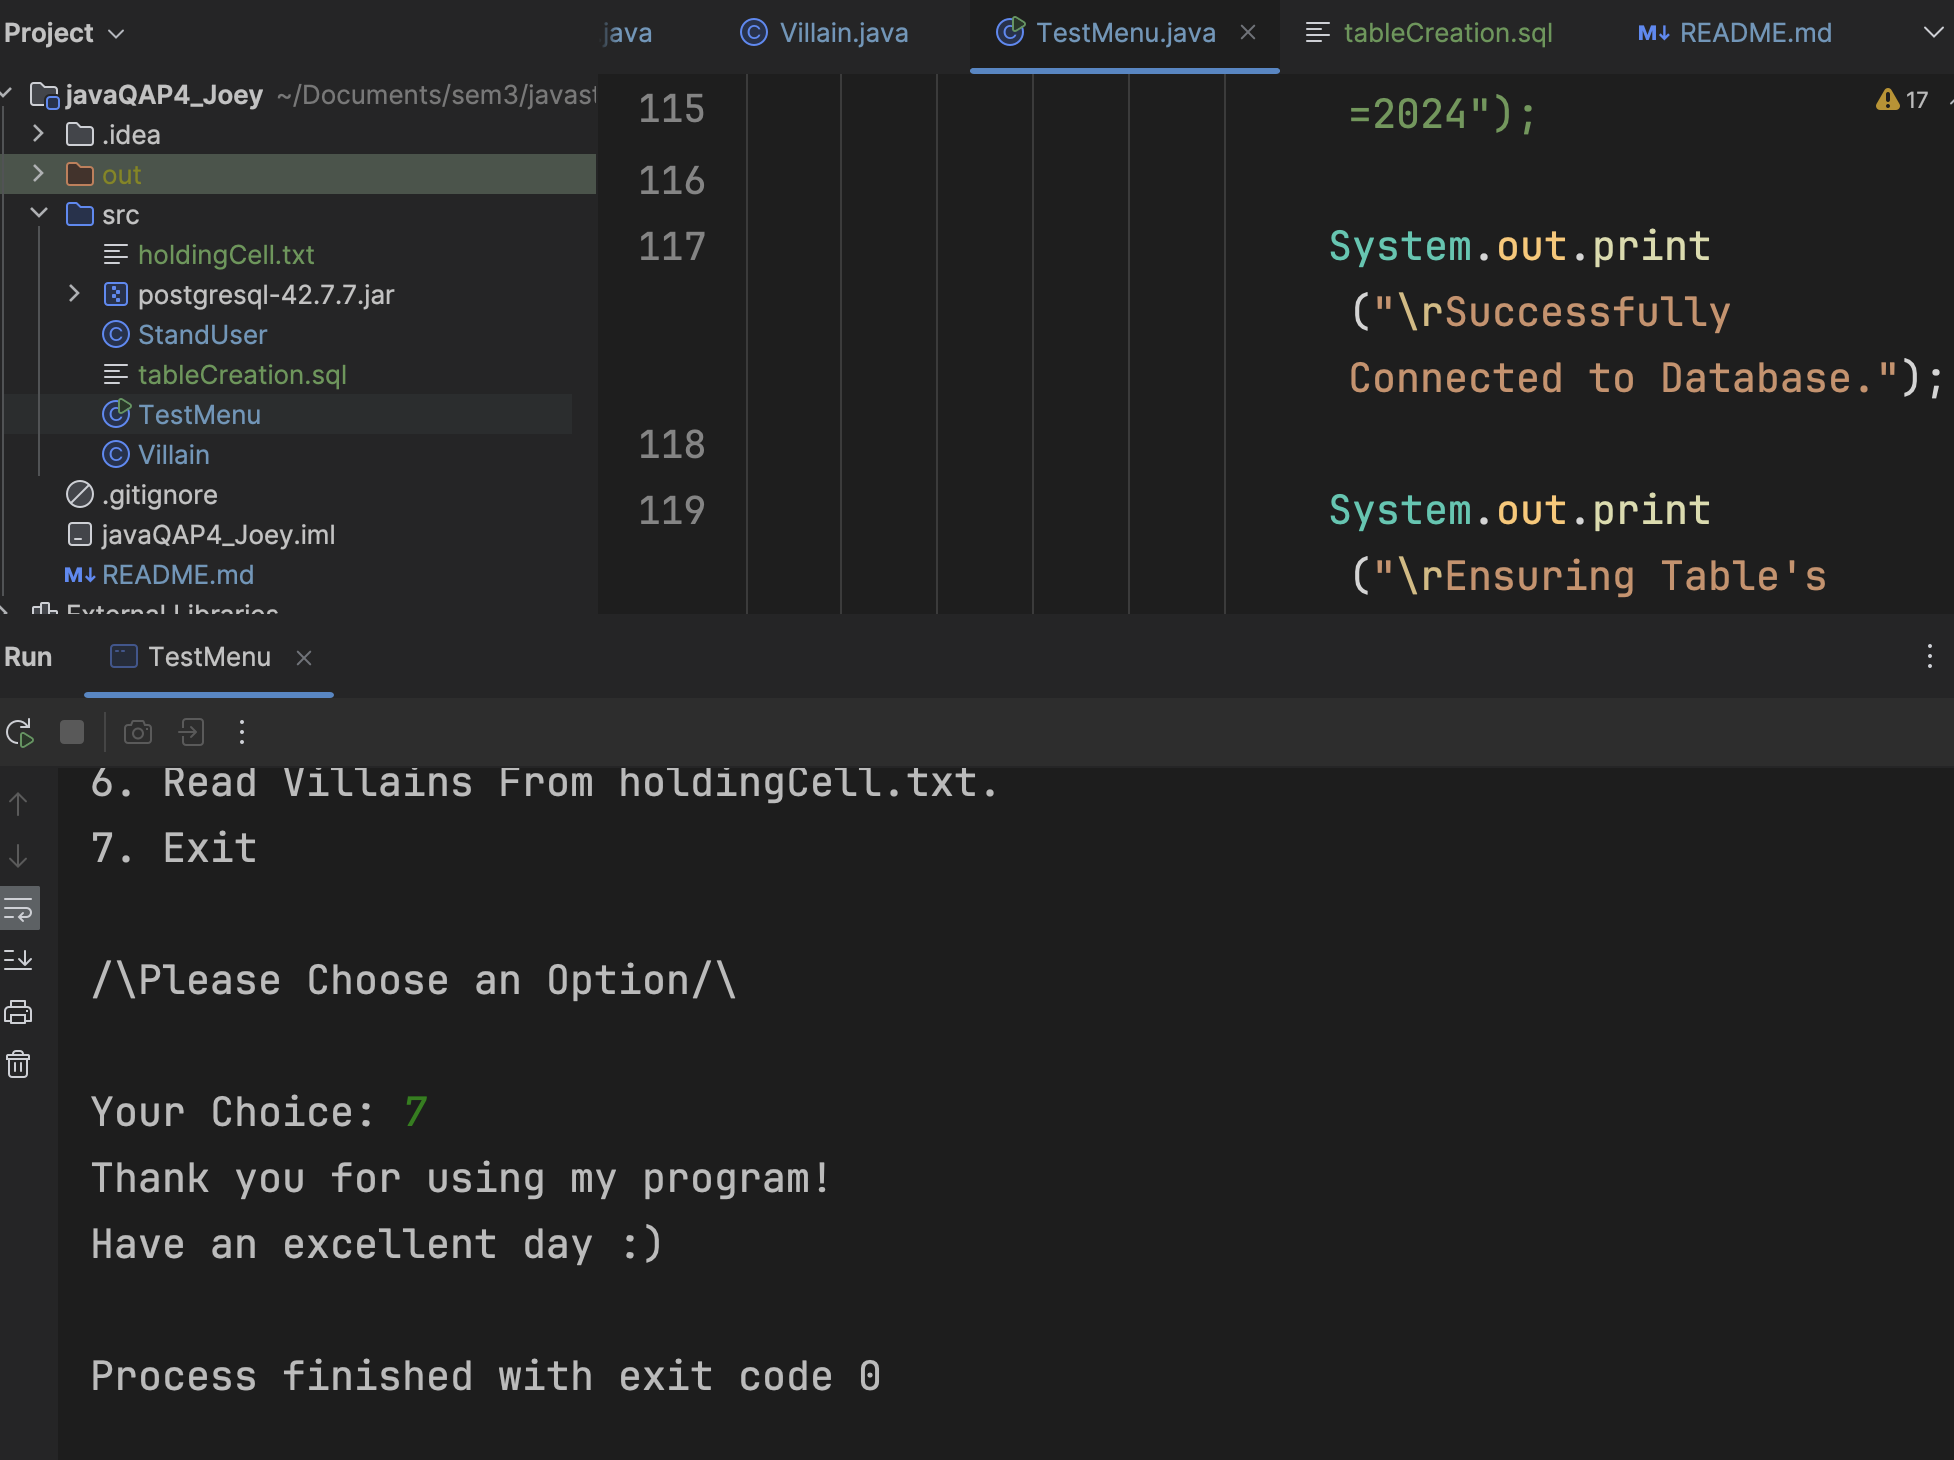 Project
java
Villain.java
TestMenu.java
tableCreation.sql
M↓ README.md
javaQAP4_Joey ~/Documents/sem3/javast
.idea
out
src
holdingCell.txt
postgresql-42.7.7.jar
StandUser
tableCreation.sql
TestMenu
Villain
.gitignore
javaQAP4_Joey.iml
M↓ README.md
External Libraries
17
115 =2024");
116
117 System.out.print
("\rSuccessfully
Connected to Database.");
118
119 System.out.print
("\rEnsuring Table's
Run
TestMenu
6. Read Villains From holdingCell.txt.
7. Exit
/\Please Choose an Option/\
Your Choice: 7
Thank you for using my program!
Have an excellent day :)
Process finished with exit code 0